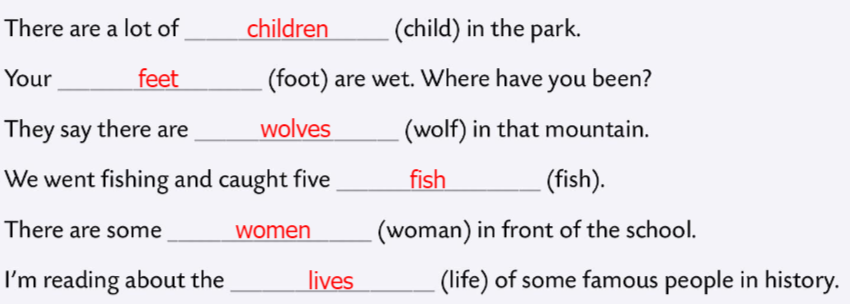 There are a lot of children (child) in the park.
Your feet (foot) are wet. Where have you been?
They say there are wolves (wolf) in that mountain.
We went fishing and caught five fish (fish).
There are some women (woman) in front of the school.
I'm reading about the lives (life) of some famous people in history.